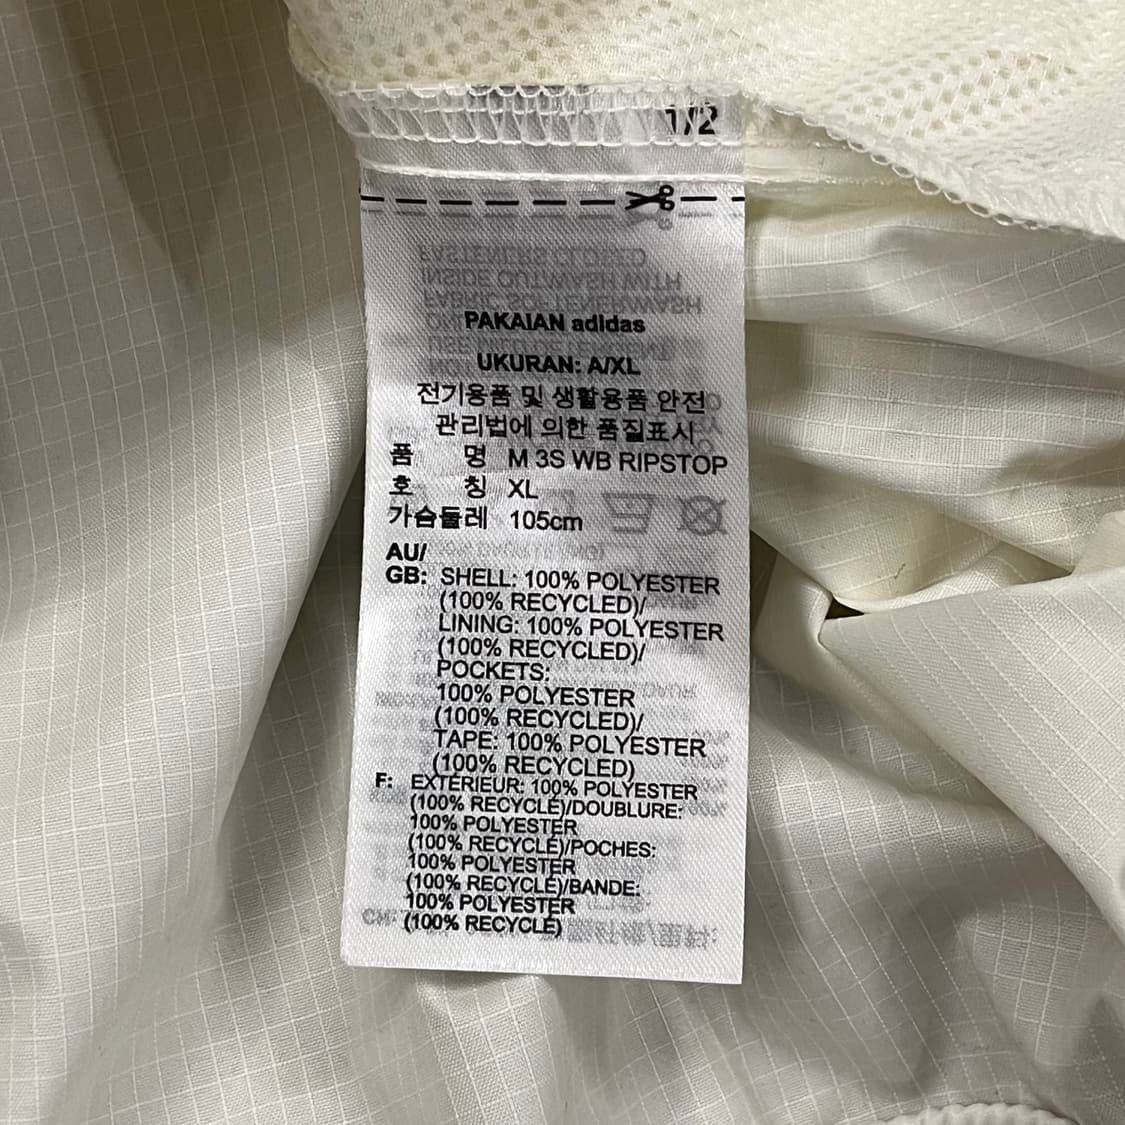 1/2
PAKAIAN adidas
UKURAN: A/XL
전기용품 및 생활용품 안전
관리법에 의한 품질표시
품 명 M 3S WB RIPSTOP
호 칭 XL
가슴둘레 105cm
AU/
GB: SHELL: 100% POLYESTER
(100% RECYCLED)/
LINING: 100% POLYESTER
(100% RECYCLED)/
POCKETS:
100% POLYESTER
(100% RECYCLED)/
TAPE: 100% POLYESTER
(100% RECYCLED)
F: EXTÉRIEUR: 100% POLYESTER
(100% RECYCLÉ)/DOUBLURE:
100% POLYESTER
(100% RECYCLÉ)/POCHES:
100% POLYESTER
(100% RECYCLÉ)/BANDE:
100% POLYESTER
(100% RECYCLÉ)